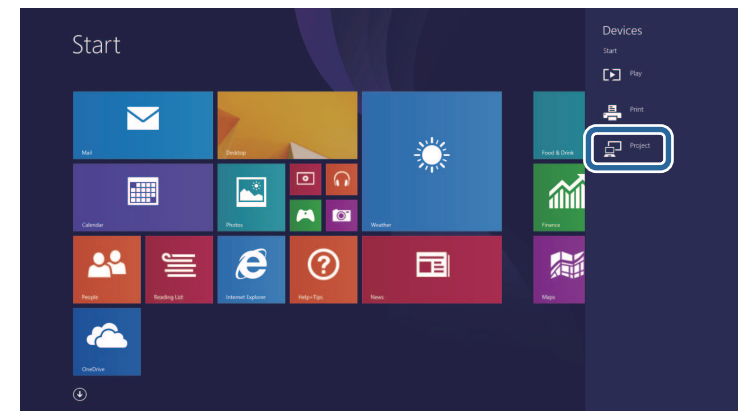 Start
Devices
Start
Play
Print
Project
Mail
Desktop
Weather
Food & Drink
Calendar
Photos
Finance
People
Reading List
Internet Explorer
Help+Tips
News
Maps
OneDrive